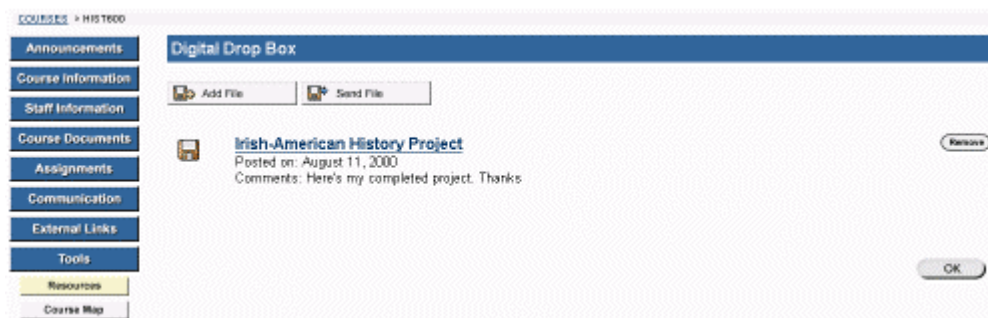 COURSES > HIST600
Announcements
Course Information
Staff Information
Course Documents
Assignments
Communication
External Links
Tools
Resources
Course Map
Digital Drop Box
Add File
Send File
Irish-American History Project
Remove
Posted on: August 11, 2000
Comments: Here's my completed project. Thanks
OK